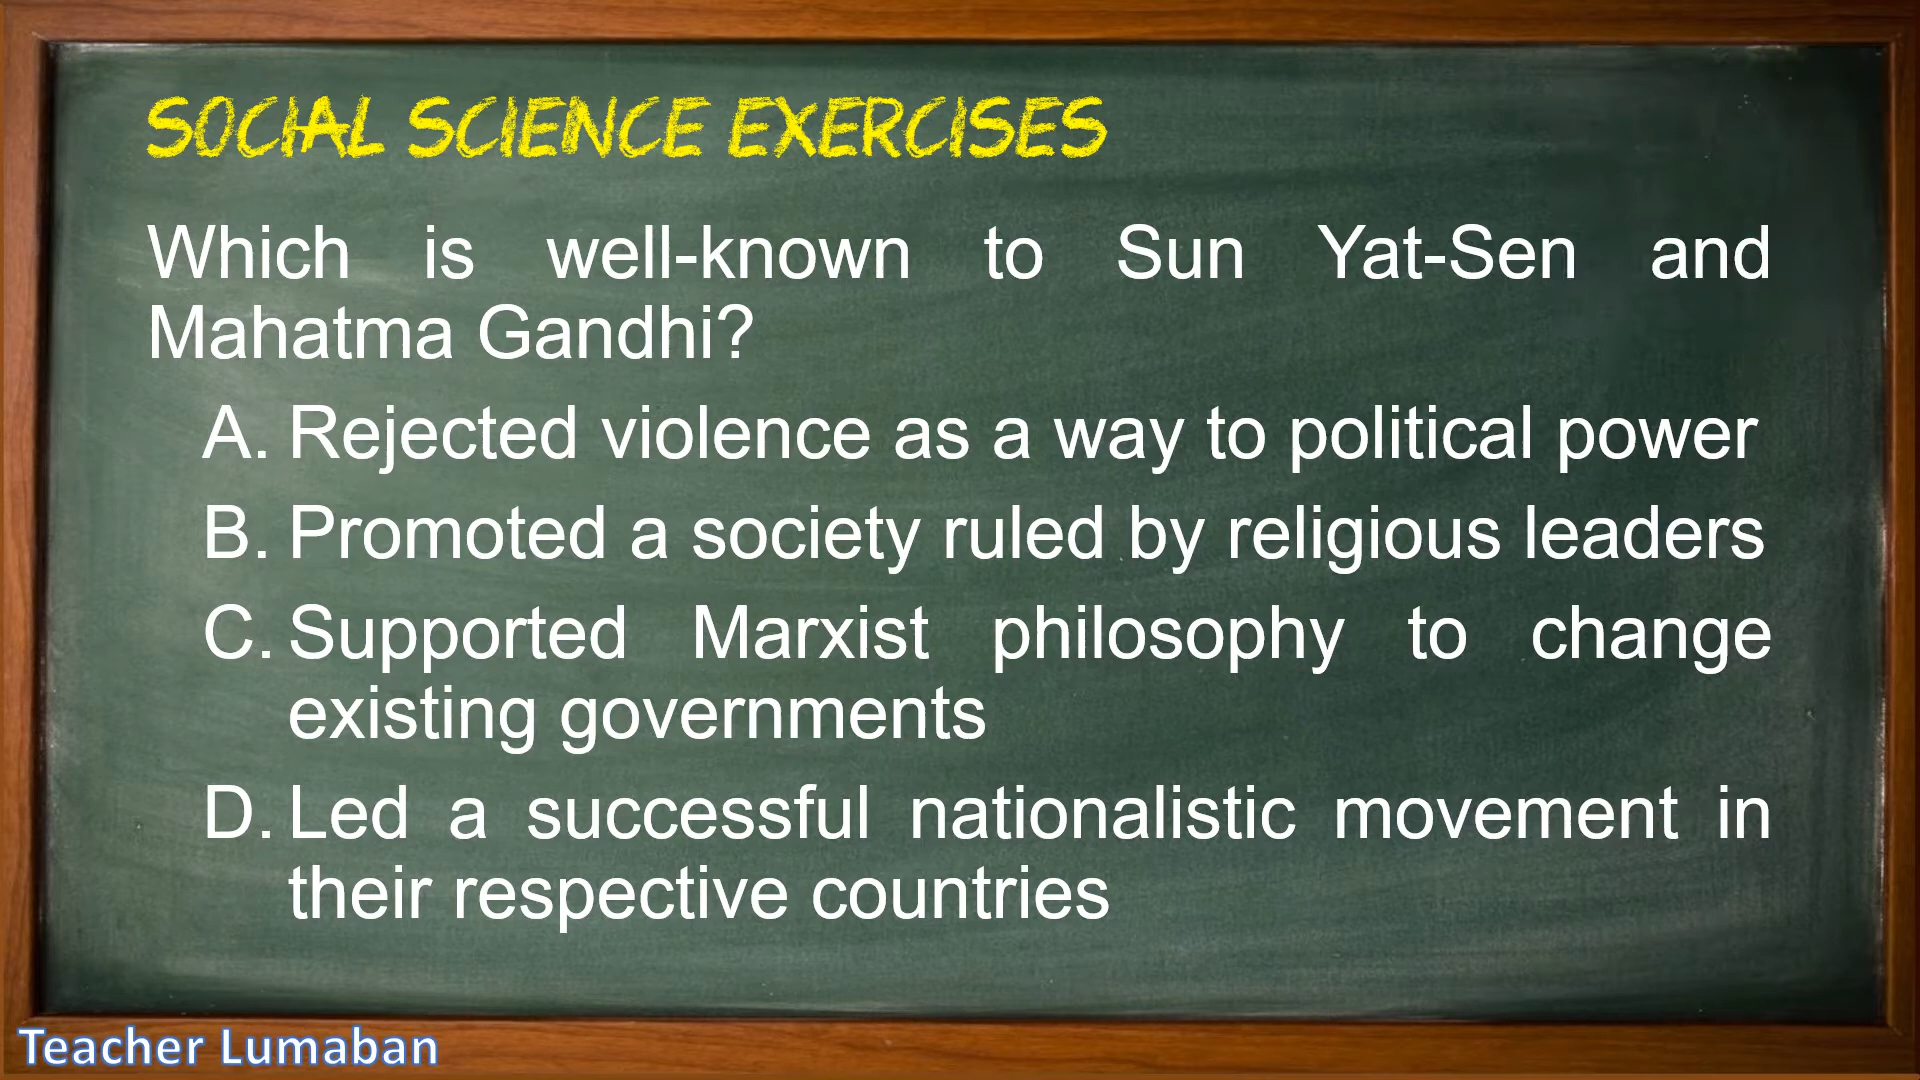 SOCIAL SCIENCE EXERCISES
Which is well-known to Sun Yat-Sen and
Mahatma Gandhi?
A. Rejected violence as a way to political power
B. Promoted a society ruled by religious leaders
C. Supported Marxist philosophy to change
existing governments
D. Led a successful nationalistic movement in
their respective countries
Teacher Lumaban